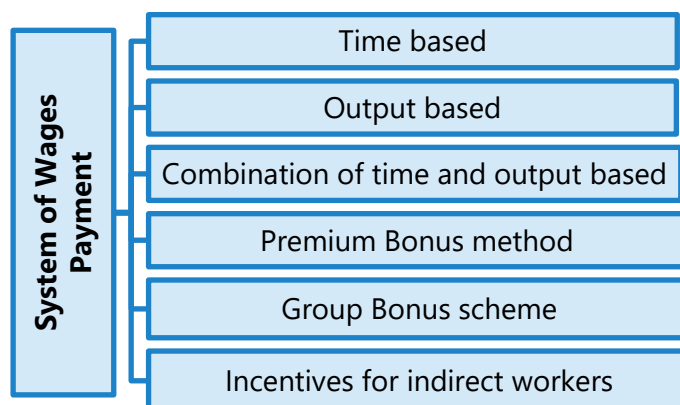 System of Wages
Payment
Time based
Output based
Combination of time and output based
Premium Bonus method
Group Bonus scheme
Incentives for indirect workers